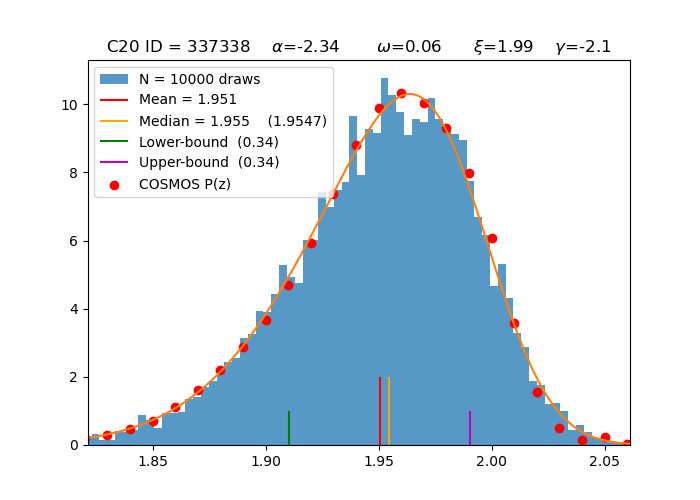 C20 ID = 337338 α=-2.34 ω=0.06 ξ=1.99 γ=-2.1
N = 10000 draws
Mean = 1.951
Median = 1.955 (1.9547)
Lower-bound (0.34)
Upper-bound (0.34)
COSMOS P(z)
10
8
6
4
2
0
1.85 1.90 1.95 2.00 2.05